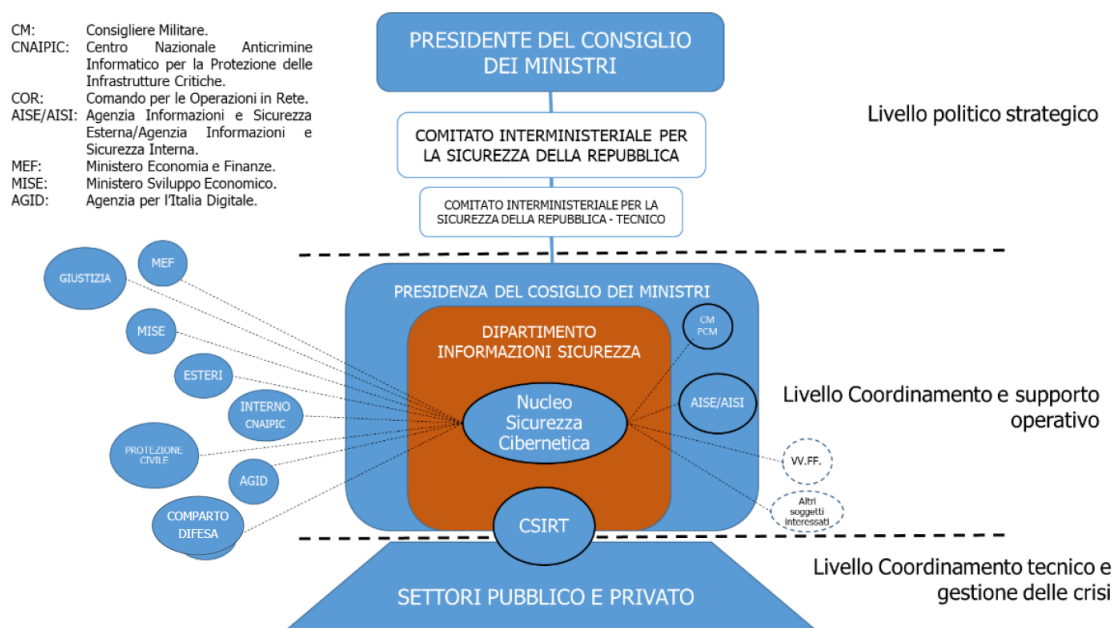 CM: Consigliere Militare.
CNAIPIC: Centro Nazionale Anticrimine
Informatico per la Protezione delle
Infrastrutture Critiche.
COR: Comando per le Operazioni in Rete.
AISE/AISI: Agenzia Informazioni e Sicurezza
Esterna/Agenzia Informazioni e
Sicurezza Interna.
MEF: Ministero Economia e Finanze.
MISE: Ministero Sviluppo Economico.
AGID: Agenzia per l'Italia Digitale.
PRESIDENTE DEL CONSIGLIO
DEI MINISTRI
COMITATO INTERMINISTERIALE PER
LA SICUREZZA DELLA REPUBBLICA
COMITATO INTERMINISTERIALE PER LA
SICUREZZA DELLA REPUBBLICA - TECNICO
Livello politico strategico
MEF
GIUSTIZIA
MISE
ESTERI
INTERNO
CNAIPIC
PROTEZIONE
CIVILE
AGID
COMPARTO
DIFESA
PRESIDENZA DEL COSIGLIO DEI MINISTRI
DIPARTIMENTO
INFORMAZIONI SICUREZZA
Nucleo
Sicurezza
Cibernetica
CSIRT
CM
PCM
AISE/AISI
VV.FF.
Altri
soggetti
interessati
Livello Coordinamento e supporto
operativo
SETTORI PUBBLICO E PRIVATO
Livello Coordinamento tecnico e
gestione delle crisi